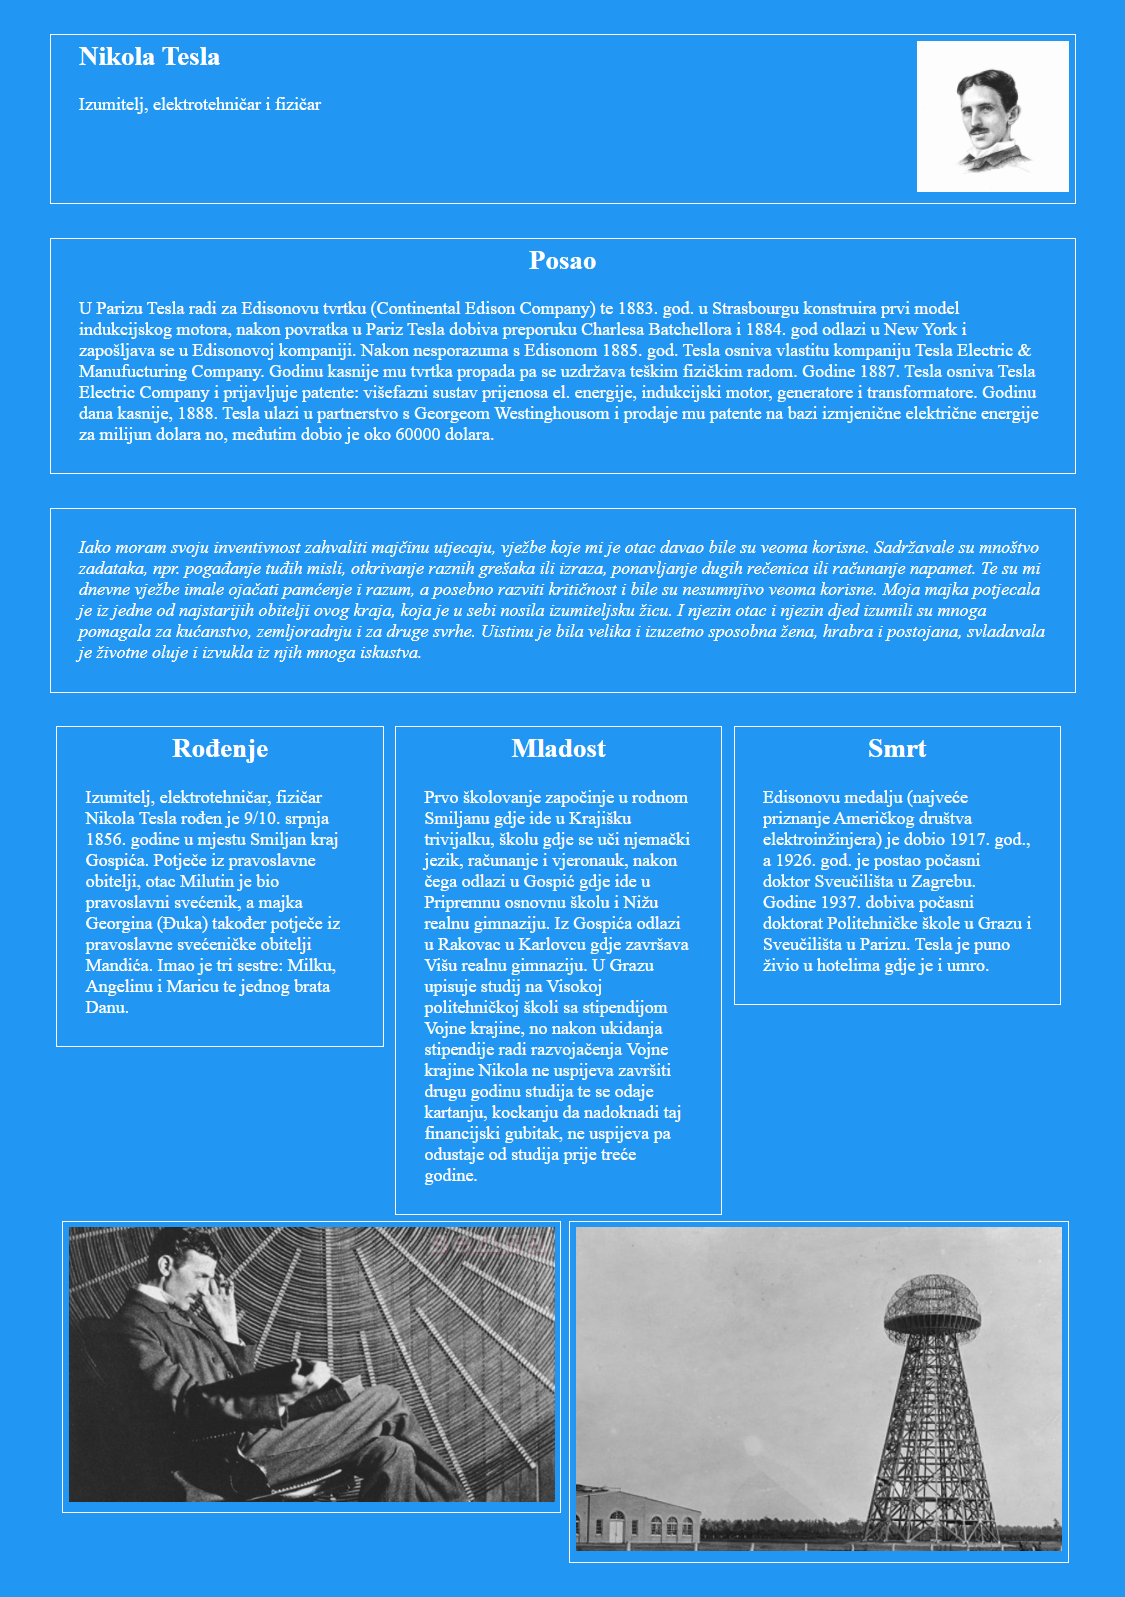 Nikola Tesla
Izumitelj, elektrotehničar i fizičar
Posao
U Parizu Tesla radi za Edisonovu tvrtku (Continental Edison Company) te 1883. god. u Strasbourgu konstruira prvi model
indukcijskog motora, nakon povratka u Pariz Tesla dobiva preporuku Charlesa Batchellora i 1884. god odlazi u New York i
zapošljava se u Edisonovoj kompaniji. Nakon nesporazuma s Edisonom 1885. god. Tesla osniva vlastitu kompaniju Tesla Electric &
Manufucturing Company. Godinu kasnije mu tvrtka propada pa se uzdržava teškim fizičkim radom. Godine 1887. Tesla osniva Tesla
Electric Company i prijavljuje patente: višefazni sustav prijenosa el. energije, indukcijski motor, generatore i transformatore. Godinu
dana kasnije, 1888. Tesla ulazi u partnerstvo s Georgeom Westinghousom i prodaje mu patente na bazi izmjenične električne energije
za milijun dolara no, međutim dobio je oko 60000 dolara.
Iako moram svoju inventivnost zahvaliti majčinu utjecaju, vježbe koje mi je otac davao bile su veoma korisne. Sadržavale su mnoštvo
zadataka, npr. pogađanje tuđih misli, otkrivanje raznih grešaka ili izraza, ponavljanje dugih rečenica ili računanje napamet. Te su mi
dnevne vježbe imale ojačati pamćenje i razum, a posebno razviti kritičnost i bile su nesumnjivo veoma korisne. Moja majka potjecala
je iz jedne od najstarijih obitelji ovog kraja, koja je u sebi nosila izumiteljsku žicu. I njezin otac i njezin djed izumili su mnoga
pomagala za kućanstvo, zemljoradnju i za druge svrhe. Uistinu je bila velika i izuzetno sposobna žena, hrabra i postojana, svladavala
je životne oluje i izvukla iz njih mnoga iskustva.
Rođenje
Izumitelj, elektrotehničar, fizičar
Nikola Tesla rođen je 9/10. srpnja
1856. godine u mjestu Smiljan kraj
Gospića. Potječe iz pravoslavne
obitelji, otac Milutin je bio
pravoslavni svećenik, a majka
Georgina (Đuka) također potječe iz
pravoslavne svećeničke obitelji
Mandića. Imao je tri sestre: Milku,
Angelinu i Maricu te jednog brata
Danu.
Mladost
Prvo školovanje započinje u rodnom
Smiljanu gdje ide u Krajišku
trivijalku, školu gdje se uči njemački
jezik, računanje i vjeronauk, nakon
čega odlazi u Gospić gdje ide u
Pripremnu osnovnu školu i Nižu
realnu gimnaziju. Iz Gospića odlazi
u Rakovac u Karlovcu gdje završava
Višu realnu gimnaziju. U Grazu
upisuje studij na Visokoj
politehničkoj školi sa stipendijom
Vojne krajine, no nakon ukidanja
stipendije radi razvojačenja Vojne
krajine Nikola ne uspijeva završiti
drugu godinu studija te se odaje
kartanju, kockanju da nadoknadi taj
financijski gubitak, ne uspijeva pa
odustaje od studija prije treće
godine.
Smrt
Edisonovu medalju (najveće
priznanje Američkog društva
elektroinžinjera) je dobio 1917. god.,
a 1926. god. je postao počasni
doktor Sveučilišta u Zagrebu.
Godine 1937. dobiva počasni
doktorat Politehničke škole u Grazu i
Sveučilišta u Parizu. Tesla je puno
živio u hotelima gdje je i umro.